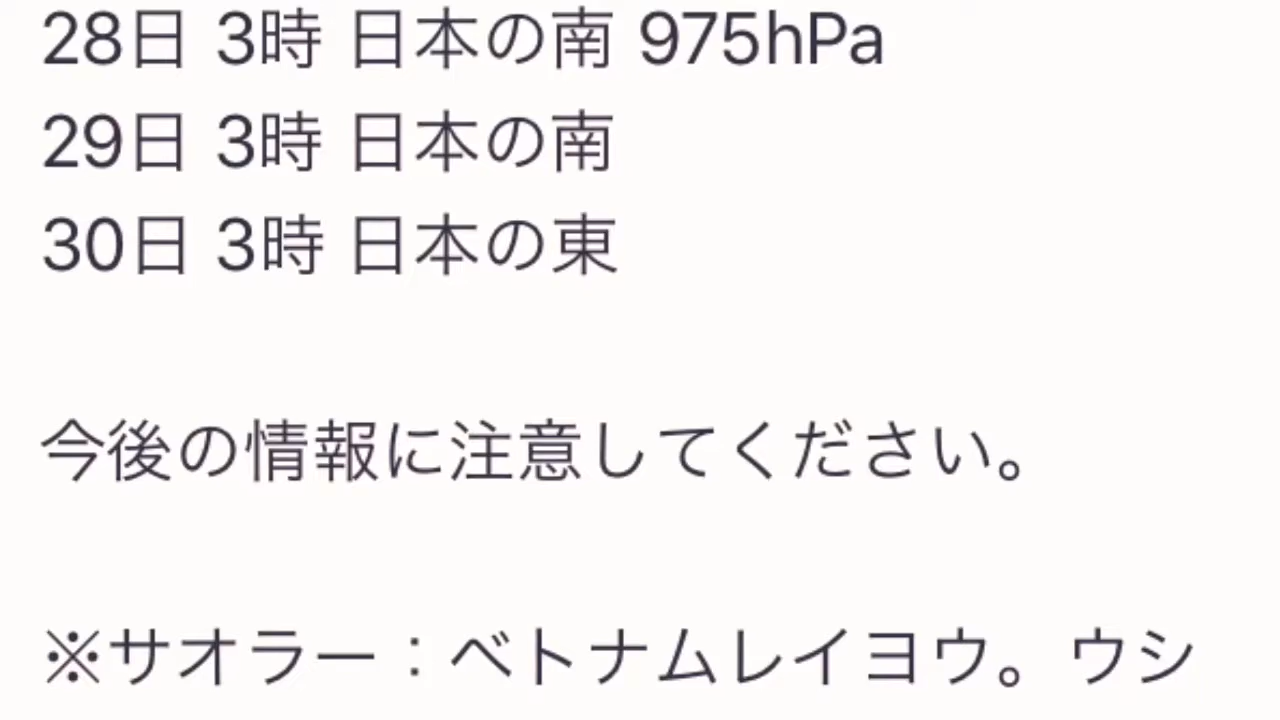 28日 3時 日本の南 975hPa
29日 3時 日本の南
30日 3時 日本の東
今後の情報に注意してください。
※サオラー：ベトナムレイヨウ。ウシ